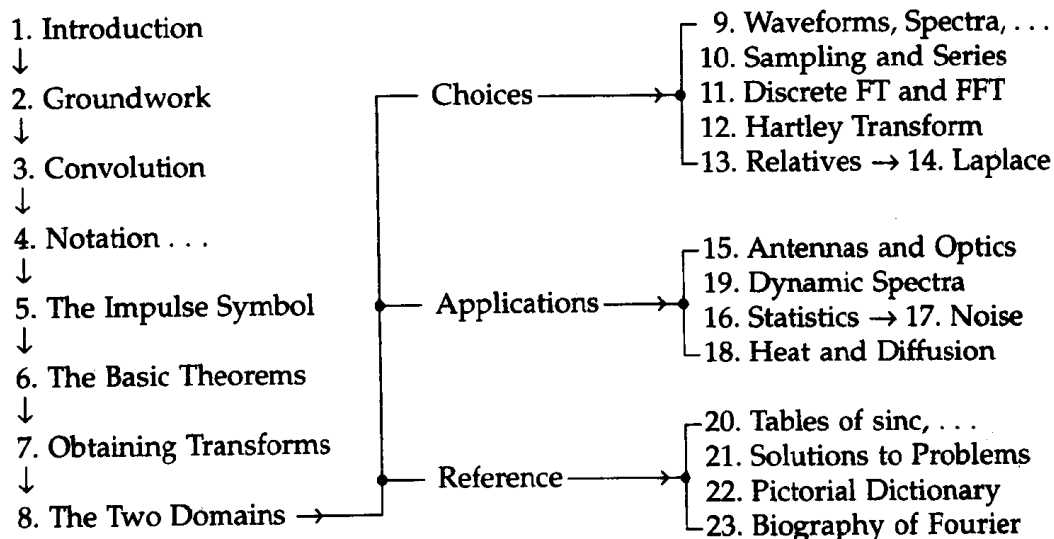 1. Introduction
↓
2. Groundwork
↓
3. Convolution
↓
4. Notation . . .
↓
5. The Impulse Symbol
↓
6. The Basic Theorems
↓
7. Obtaining Transforms
↓
8. The Two Domains →
Choices
9. Waveforms, Spectra, . . .
10. Sampling and Series
11. Discrete FT and FFT
12. Hartley Transform
13. Relatives → 14. Laplace
Applications
15. Antennas and Optics
19. Dynamic Spectra
16. Statistics → 17. Noise
18. Heat and Diffusion
Reference
20. Tables of sinc, . . .
21. Solutions to Problems
22. Pictorial Dictionary
23. Biography of Fourier